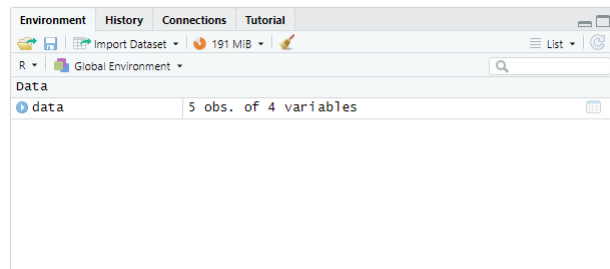 Environment History Connections Tutorial
Import Dataset 191 MiB List
R Global Environment
Data
data 5 obs. of 4 variables